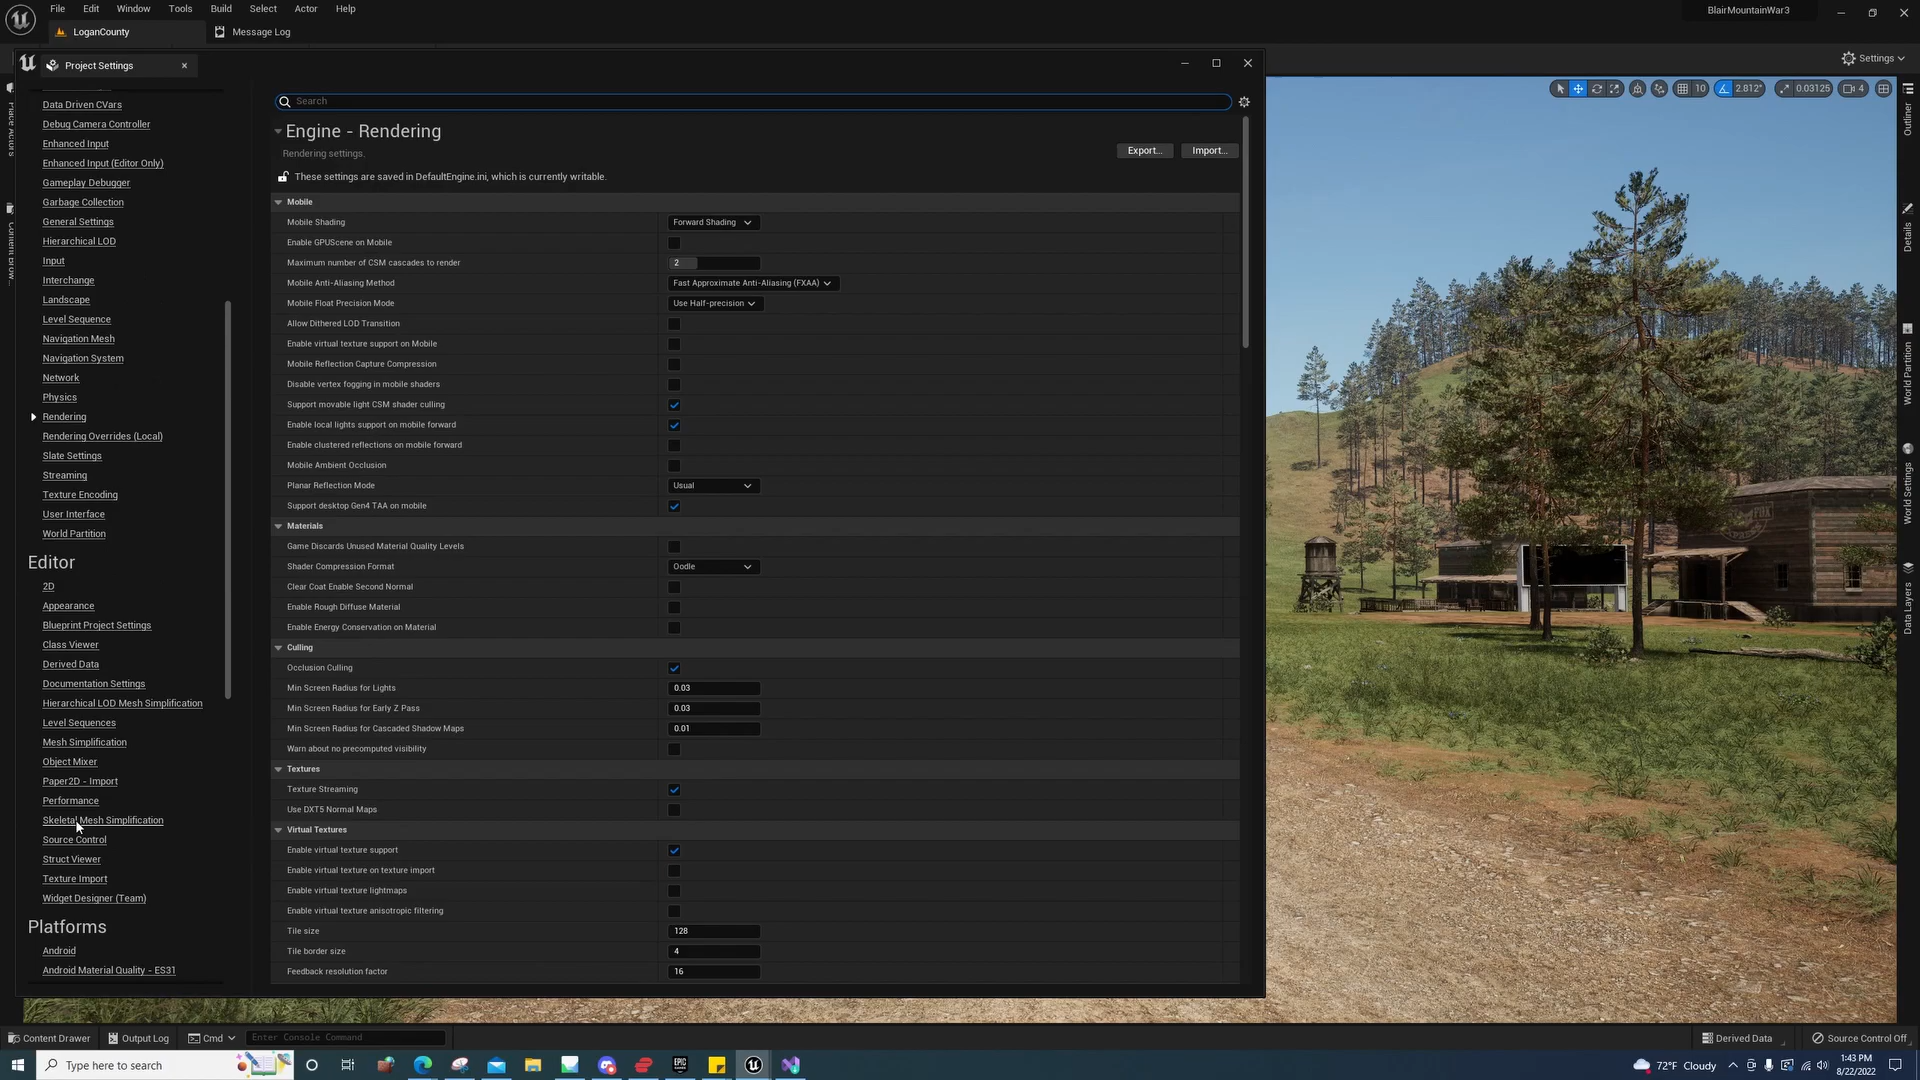 File Edit Window Tools Build Select Actor Help
BlairMountainWar3
LoganCounty
Message Log
Settings
Project Settings
Data Driven CVars
Debug Camera Controller
Enhanced Input
Enhanced Input (Editor Only)
Gameplay Debugger
Garbage Collection
General Settings
Hierarchical LOD
Input
Interchange
Landscape
Level Sequence
Navigation Mesh
Navigation System
Network
Physics
Rendering
Rendering Overrides (Local)
Slate Settings
Streaming
Texture Encoding
User Interface
World Partition
Editor
2D
Appearance
Blueprint Project Settings
Class Viewer
Derived Data
Documentation Settings
Hierarchical LOD Mesh Simplification
Level Sequences
Mesh Simplification
Object Mixer
Paper2D - Import
Performance
Skeletal Mesh Simplification
Source Control
Struct Viewer
Texture Import
Widget Designer (Team)
Platforms
Android
Android Material Quality - ES31
Search
Engine - Rendering
Rendering settings.
Export... Import...
These settings are saved in DefaultEngine.ini, which is currently writable.
Mobile
Mobile Shading Forward Shading
Enable GPUScene on Mobile
Maximum number of CSM cascades to render 2
Mobile Anti-Aliasing Method Fast Approximate Anti-Aliasing (FXAA)
Mobile Float Precision Mode Use Half-precision
Allow Dithered LOD Transition
Enable virtual texture support on Mobile
Mobile Reflection Capture Compression
Disable vertex fogging in mobile shaders
Support movable light CSM shader culling
Enable local lights support on mobile forward
Enable clustered reflections on mobile forward
Mobile Ambient Occlusion
Planar Reflection Mode Usual
Support desktop Gen4 TAA on mobile
Materials
Game Discards Unused Material Quality Levels
Shader Compression Format Oodle
Clear Coat Enable Second Normal
Enable Rough Diffuse Material
Enable Energy Conservation on Material
Culling
Occlusion Culling
Min Screen Radius for Lights 0.03
Min Screen Radius for Early Z Pass 0.03
Min Screen Radius for Cascaded Shadow Maps 0.01
Warn about no precomputed visibility
Textures
Texture Streaming
Use DXT5 Normal Maps
Virtual Textures
Enable virtual texture support
Enable virtual texture on texture import
Enable virtual texture lightmaps
Enable virtual texture anisotropic filtering
Tile size 128
Tile border size 4
Feedback resolution factor 16
10 2.812° 0.03125 4
Outliner
Details
World Partition
World Settings
Data Layers
Content Drawer Output Log Cmd Enter Console Command
Derived Data Source Control Off
Type here to search
EPIC GAMES
72°F Cloudy
1:43 PM
8/22/2022